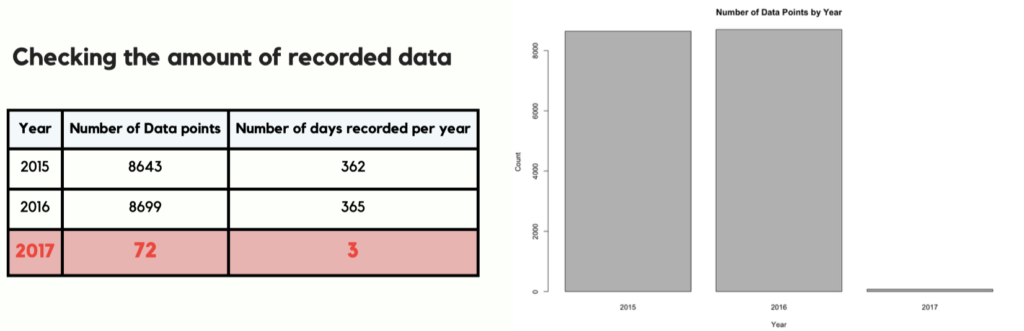 Checking the amount of recorded data
Year Number of Data points Number of days recorded per year
2015 8643 362
2016 8699 365
2017 72 3
Number of Data Points by Year
8000
6000
4000
2000
0
Count
2015 2016 2017
Year